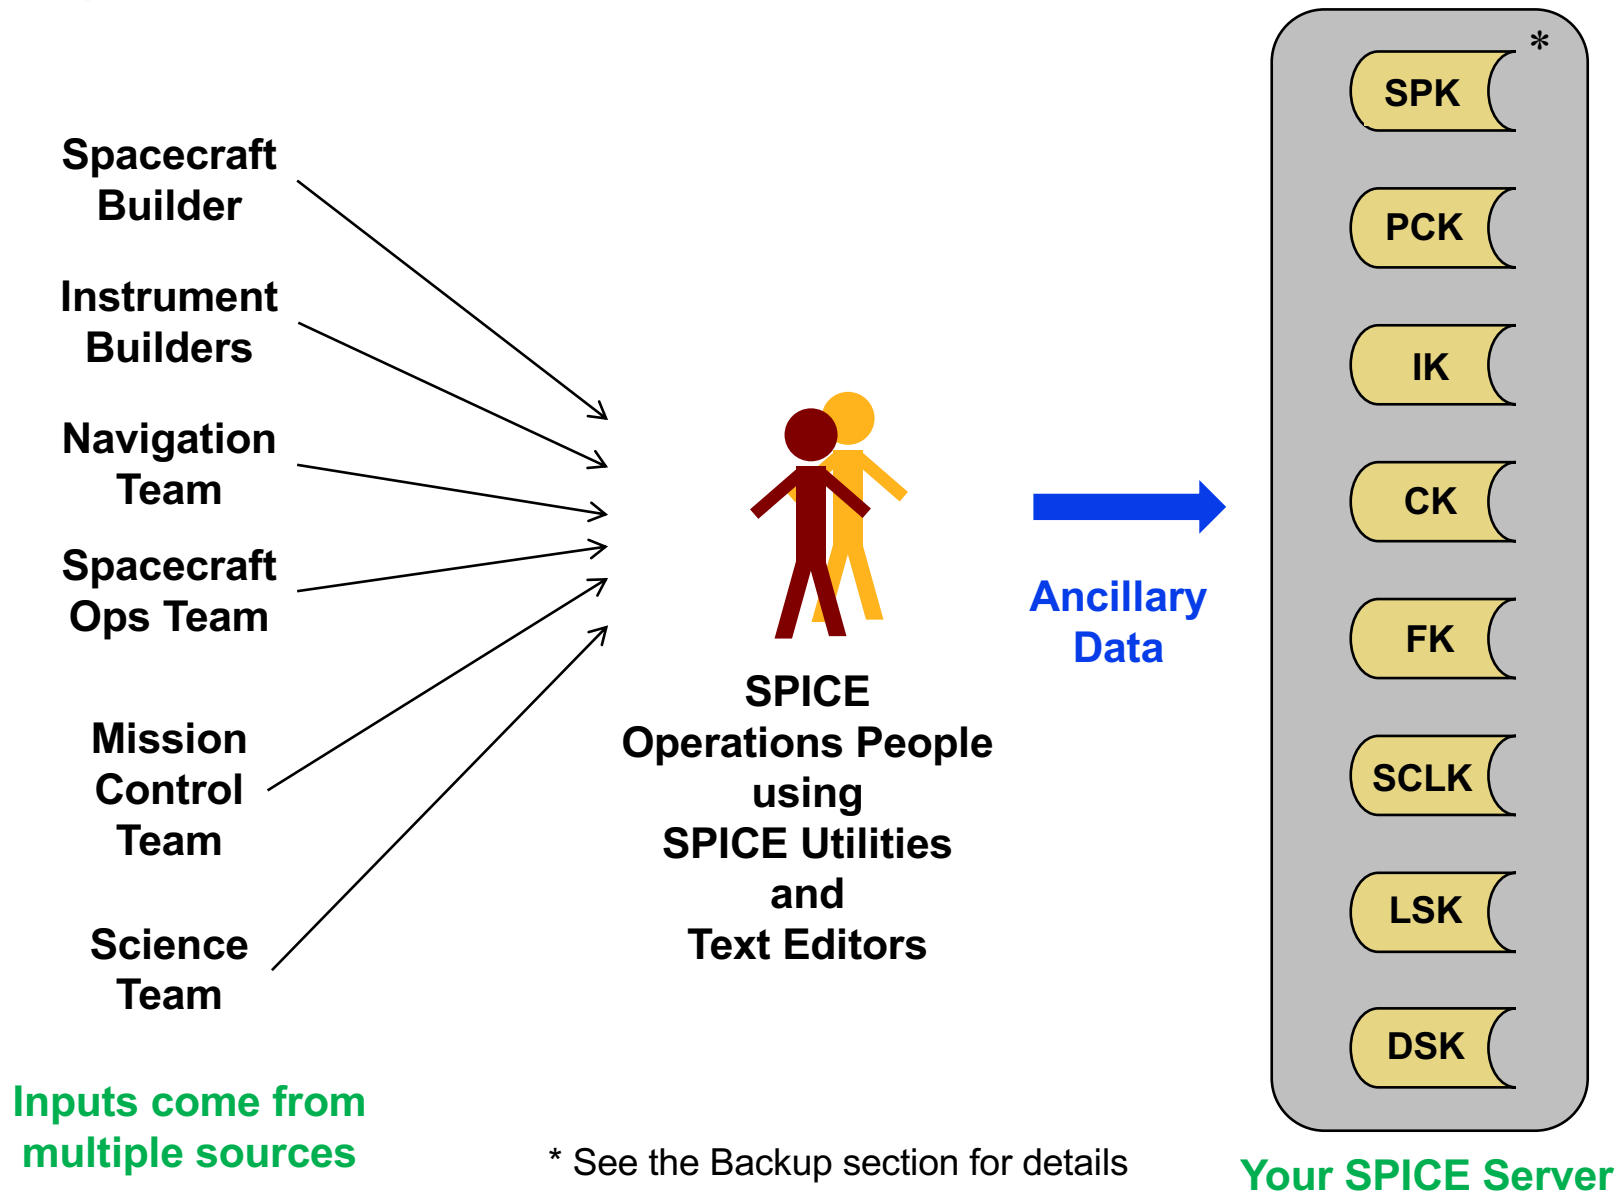 Spacecraft
Builder
Instrument
Builders
Navigation
Team
Spacecraft
Ops Team
Mission
Control
Team
Science
Team
Inputs come from
multiple sources
SPICE
Operations People
using
SPICE Utilities
and
Text Editors
* See the Backup section for details
Ancillary
Data
*
SPK
PCK
IK
CK
FK
SCLK
LSK
DSK
Your SPICE Server